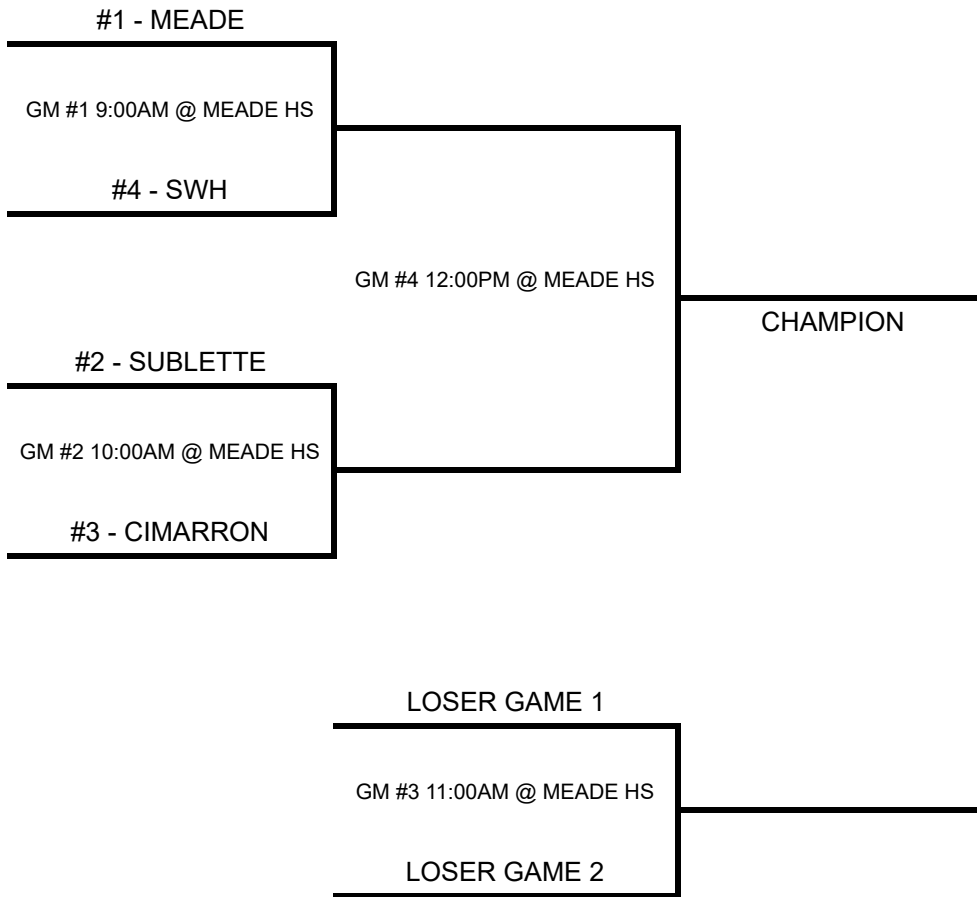 #1 - MEADE
GM #1 9:00AM @ MEADE HS
#4 - SWH
GM #4 12:00PM @ MEADE HS
CHAMPION
#2 - SUBLETTE
GM #2 10:00AM @ MEADE HS
#3 - CIMARRON
LOSER GAME 1
GM #3 11:00AM @ MEADE HS
LOSER GAME 2